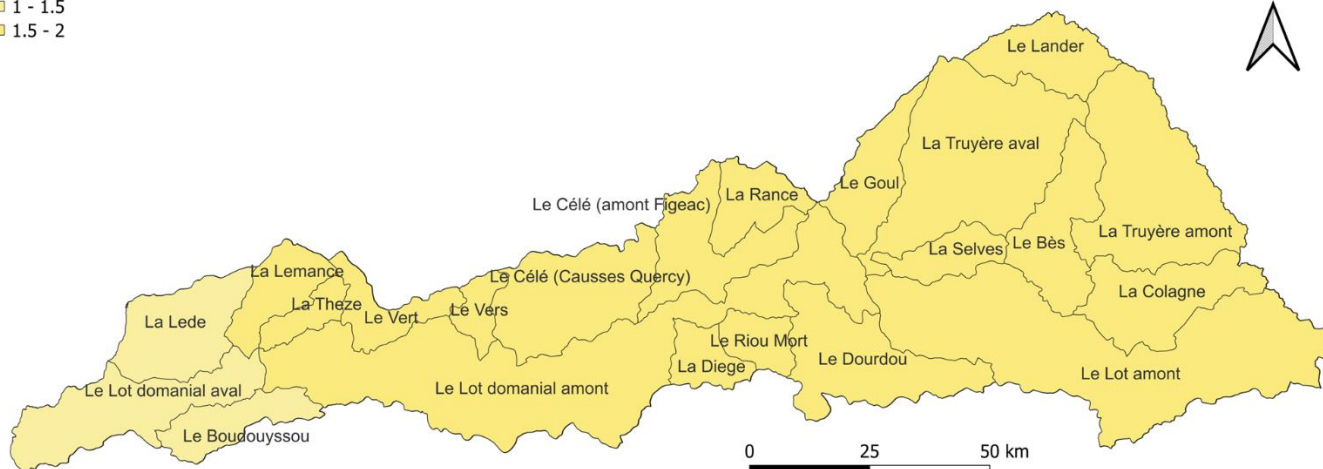 1 - 1.5
1.5 - 2
Le Lander
La Truyère aval
Le Goul
La Rance
Le Célé (amont Figeac)
La Truyère amont
La Selves
Le Bès
La Lemance
Le Célé (Causses Quercy)
La Colagne
La Theze
Le Vers
Le Vert
La Lede
Le Riou Mort
Le Dourdou
La Diege
Le Lot amont
Le Lot domanial aval
Le Lot domanial amont
Le Boudouyssou
0 25 50 km